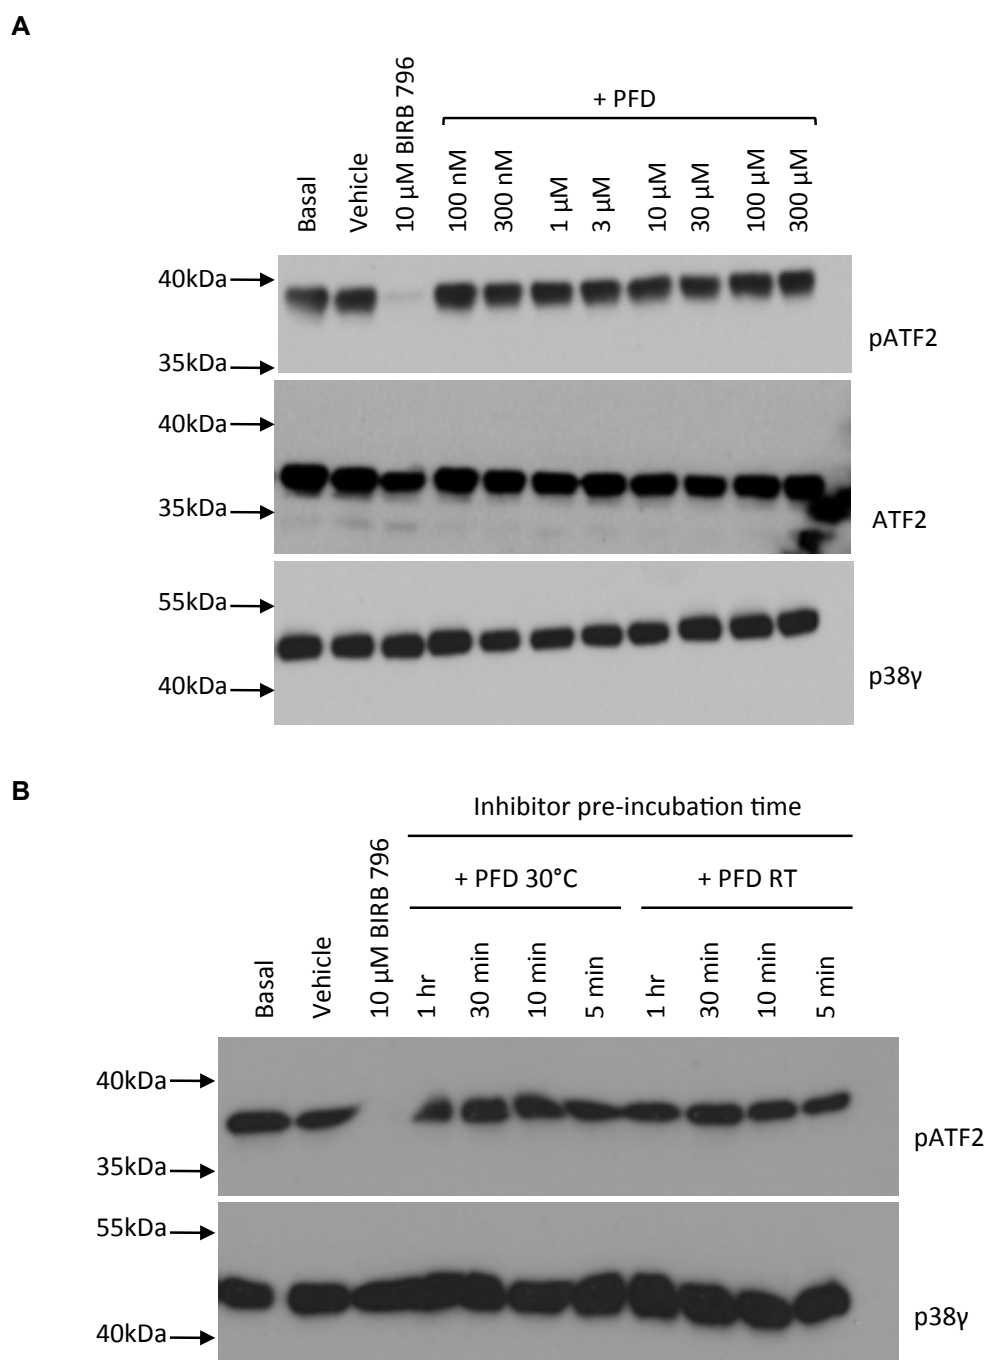 A
+ PFD
Basal
Vehicle
10 µM BIRB 796
100 nM
300 nM
1 µM
3 µM
10 µM
30 µM
100 µM
300 µM
40kDa
35kDa
pATF2
40kDa
35kDa
ATF2
55kDa
40kDa
p38γ
B
Inhibitor pre-incubation time
+ PFD 30°C
+ PFD RT
Basal
Vehicle
10 µM BIRB 796
1 hr
30 min
10 min
5 min
1 hr
30 min
10 min
5 min
40kDa
35kDa
pATF2
55kDa
40kDa
p38γ